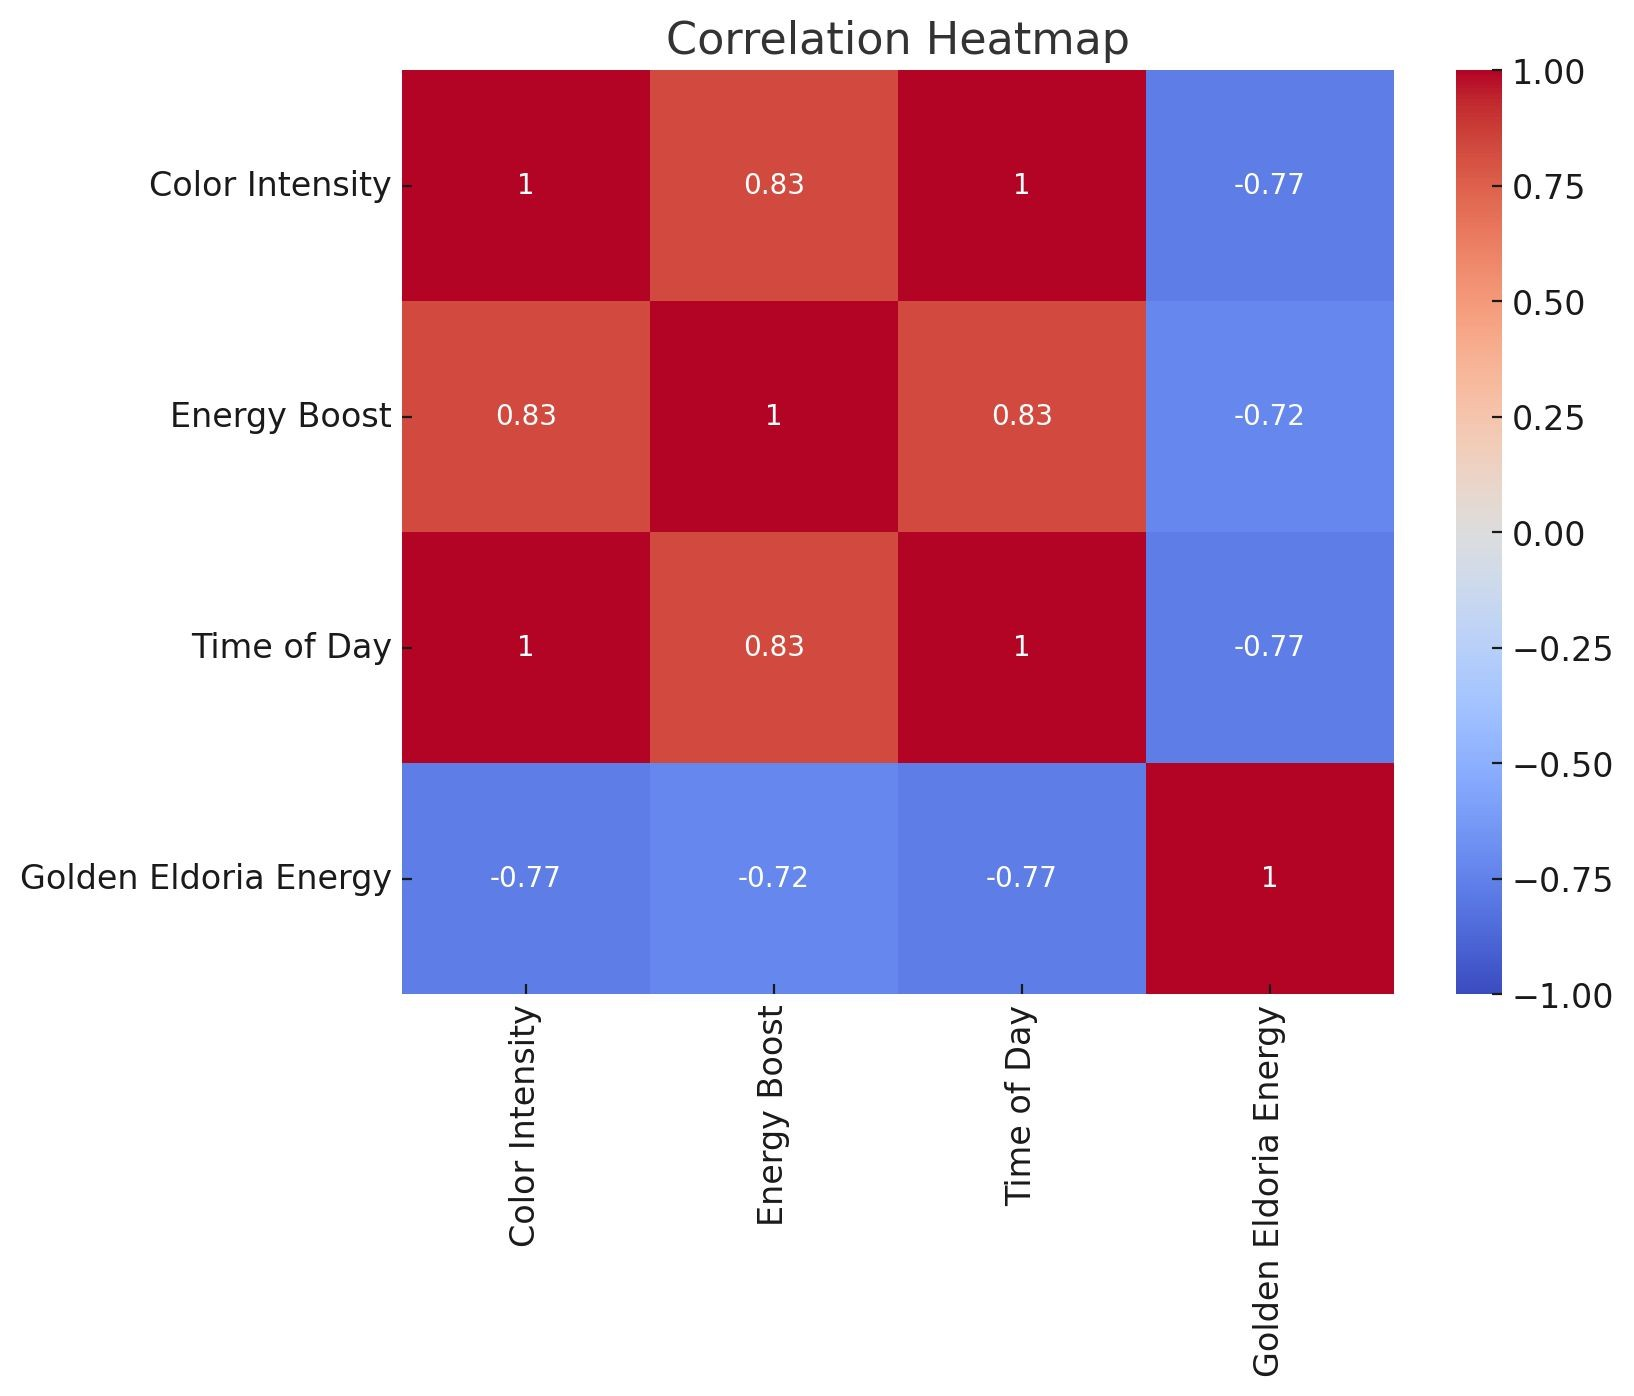 Correlation Heatmap
Color Intensity
1
0.83
1
-0.77
Energy Boost
0.83
1
0.83
-0.72
Time of Day
1
0.83
1
-0.77
Golden Eldoria Energy
-0.77
-0.72
-0.77
1
Color Intensity
Energy Boost
Time of Day
Golden Eldoria Energy
1.00
0.75
0.50
0.25
0.00
−0.25
−0.50
−0.75
−1.00